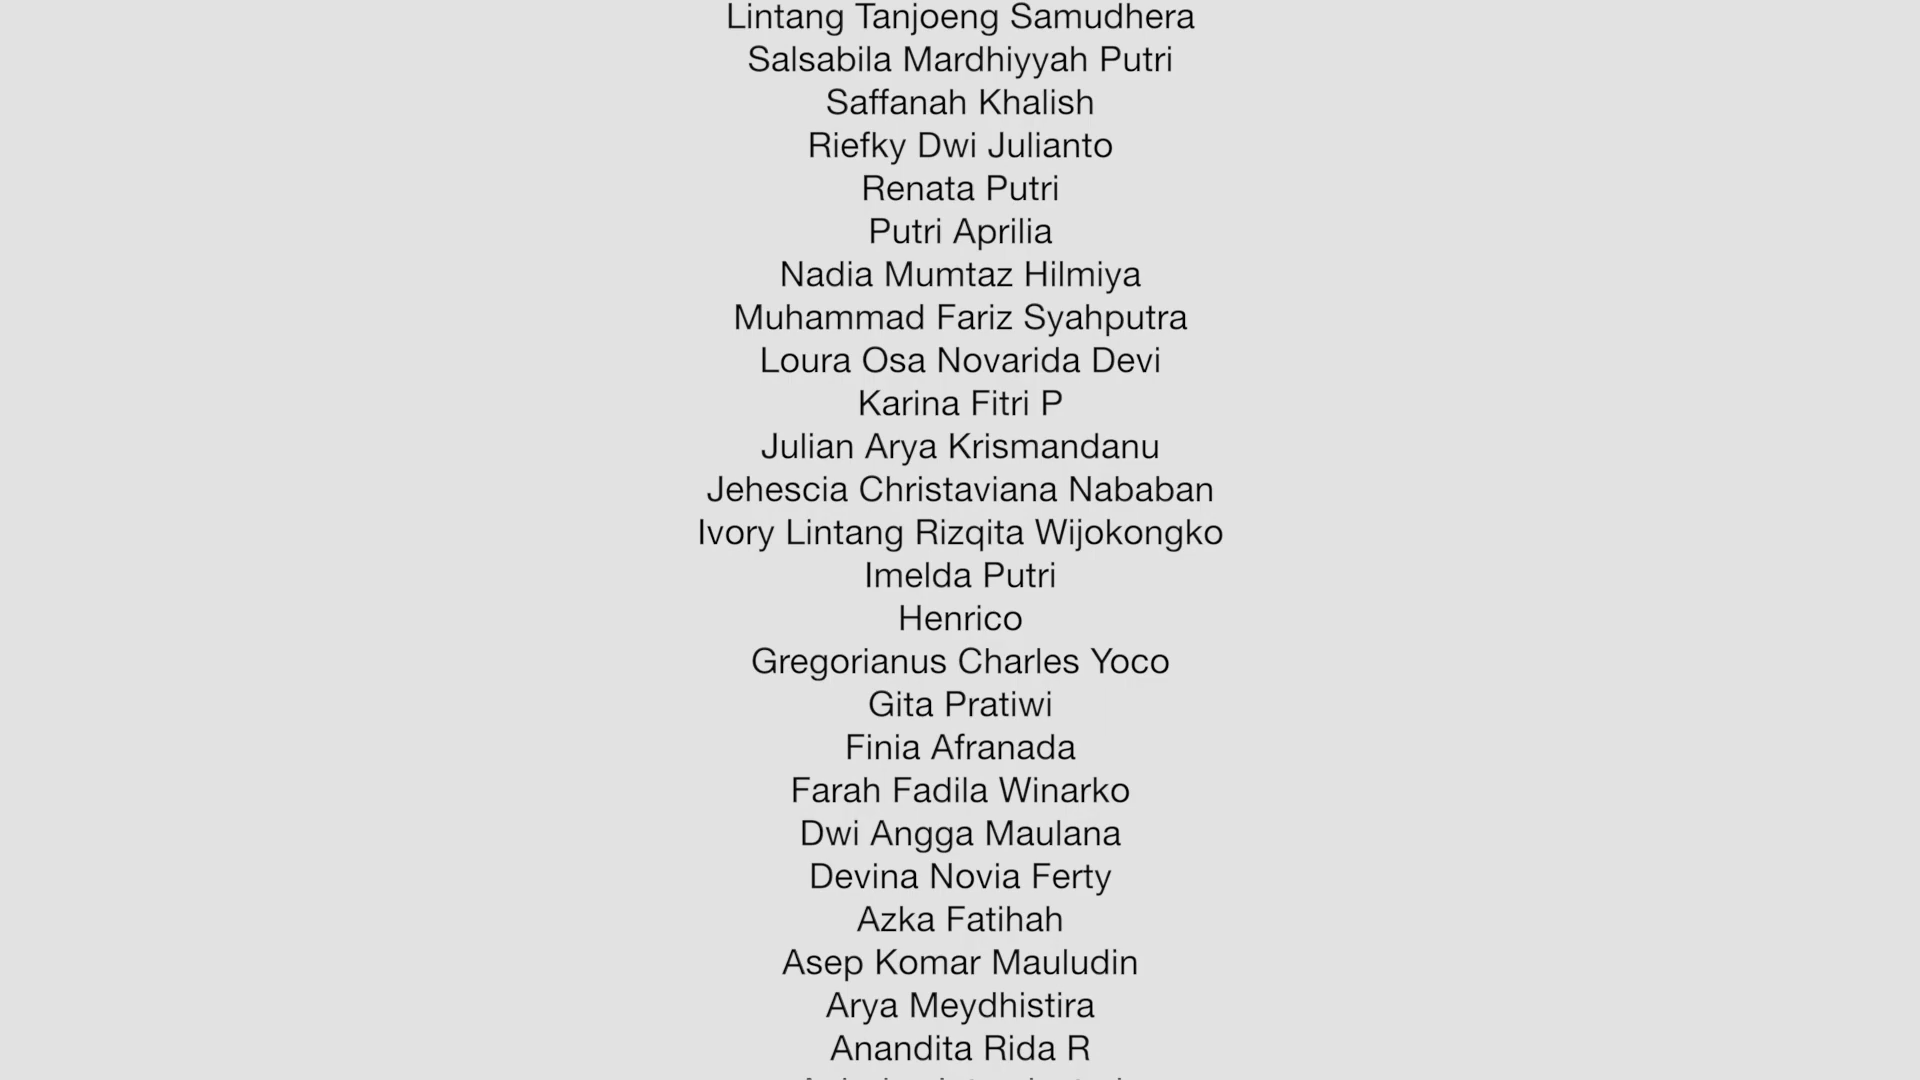 Lintang Tanjoeng Samudhera
Salsabila Mardhiyyah Putri
Saffanah Khalish
Riefky Dwi Julianto
Renata Putri
Putri Aprilia
Nadia Mumtaz Hilmiya
Muhammad Fariz Syahputra
Loura Osa Novarida Devi
Karina Fitri P
Julian Arya Krismandanu
Jehescia Christaviana Nababan
Ivory Lintang Rizqita Wijokongko
Imelda Putri
Henrico
Gregorianus Charles Yoco
Gita Pratiwi
Finia Afranada
Farah Fadila Winarko
Dwi Angga Maulana
Devina Novia Ferty
Azka Fatihah
Asep Komar Mauludin
Arya Meydhistira
Anandita Rida R